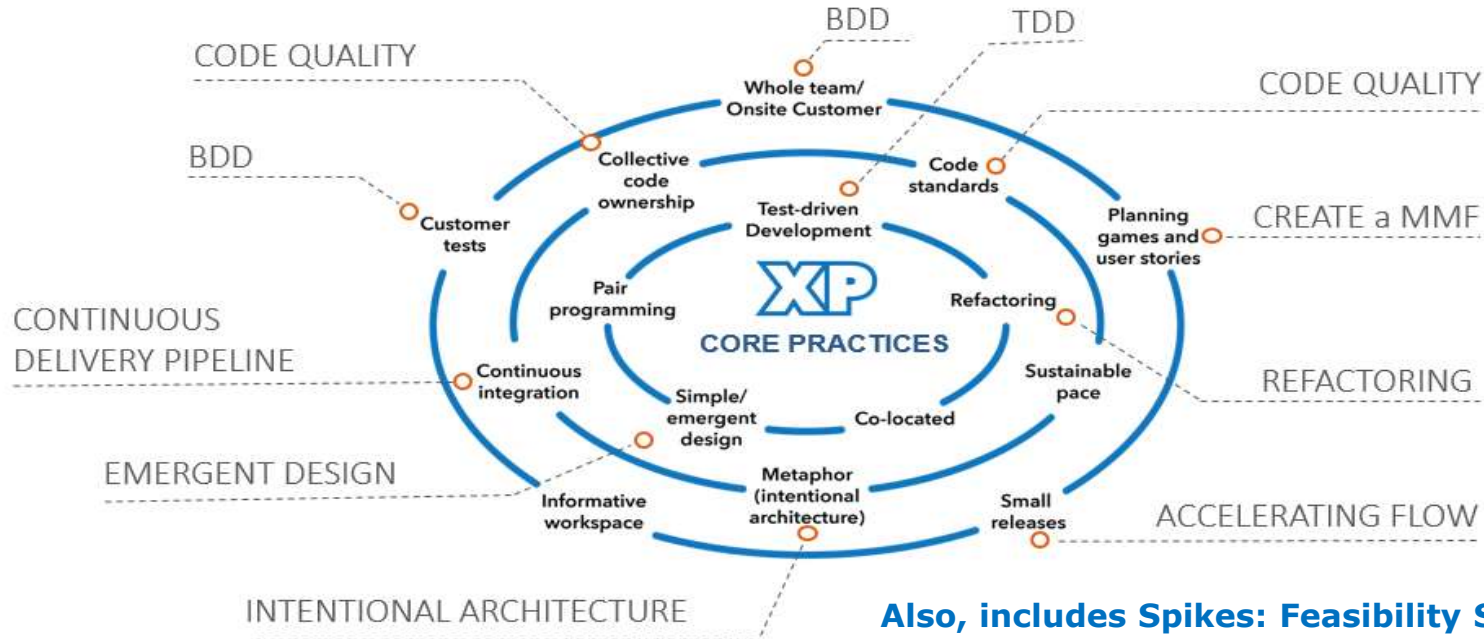 BDD
TDD
CODE QUALITY
CODE QUALITY
Whole team/
Onsite Customer
BDD
Collective
code
ownership
Code
standards
Customer
tests
Test-driven
Development
Planning
games and
user stories
CREATE a MMF
XP
CORE PRACTICES
Pair
programming
Refactoring
CONTINUOUS
DELIVERY PIPELINE
Continuous
integration
Sustainable
pace
REFACTORING
Simple/
emergent
design
Co-located
EMERGENT DESIGN
Informative
workspace
Metaphor
(intentional
architecture)
Small
releases
ACCELERATING FLOW
INTENTIONAL ARCHITECTURE
Also, includes Spikes: Feasibility S